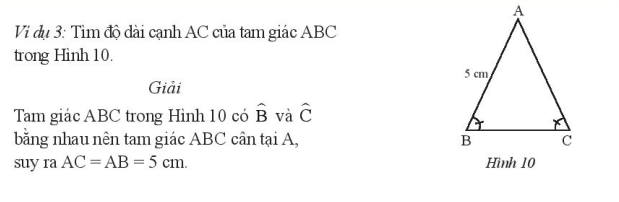 Ví dụ 3: Tìm độ dài cạnh AC của tam giác ABC
trong Hình 10.
Giải
Tam giác ABC trong Hình 10 có B̂ và Ĉ
bằng nhau nên tam giác ABC cân tại A,
suy ra AC = AB = 5 cm.
A
5 cm
B
C
Hình 10